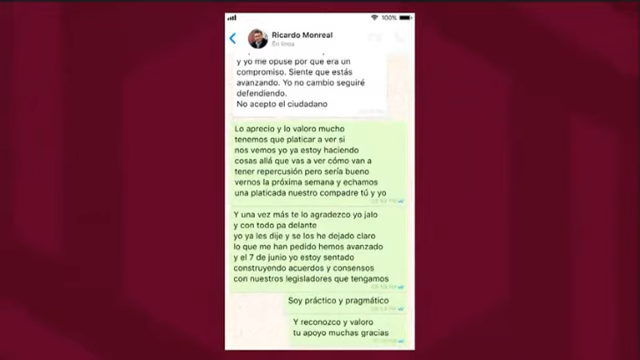 100%
Ricardo Monreal
En línea
y yo me opuse por que era un
compromiso. Siente que estás
avanzando. Yo no cambio seguiré
defendiendo.
No acepto el ciudadano
Lo aprecio y lo valoro mucho
tenemos que platicar a ver si
nos vemos yo ya estoy haciendo
cosas allá que vas a ver cómo van a
tener repercusión pero sería bueno
vernos la próxima semana y echamos
una platicada nuestro compadre tú y yo
Y una vez más te lo agradezco yo jalo
y con todo pa delante
yo ya les dije y se los he dejado claro
lo que me han pedido hemos avanzado
y el 7 de junio yo estoy sentado
construyendo acuerdos y consensos
con nuestros legisladores que tengamos
Soy práctico y pragmático
Y reconozco y valoro
tu apoyo muchas gracias